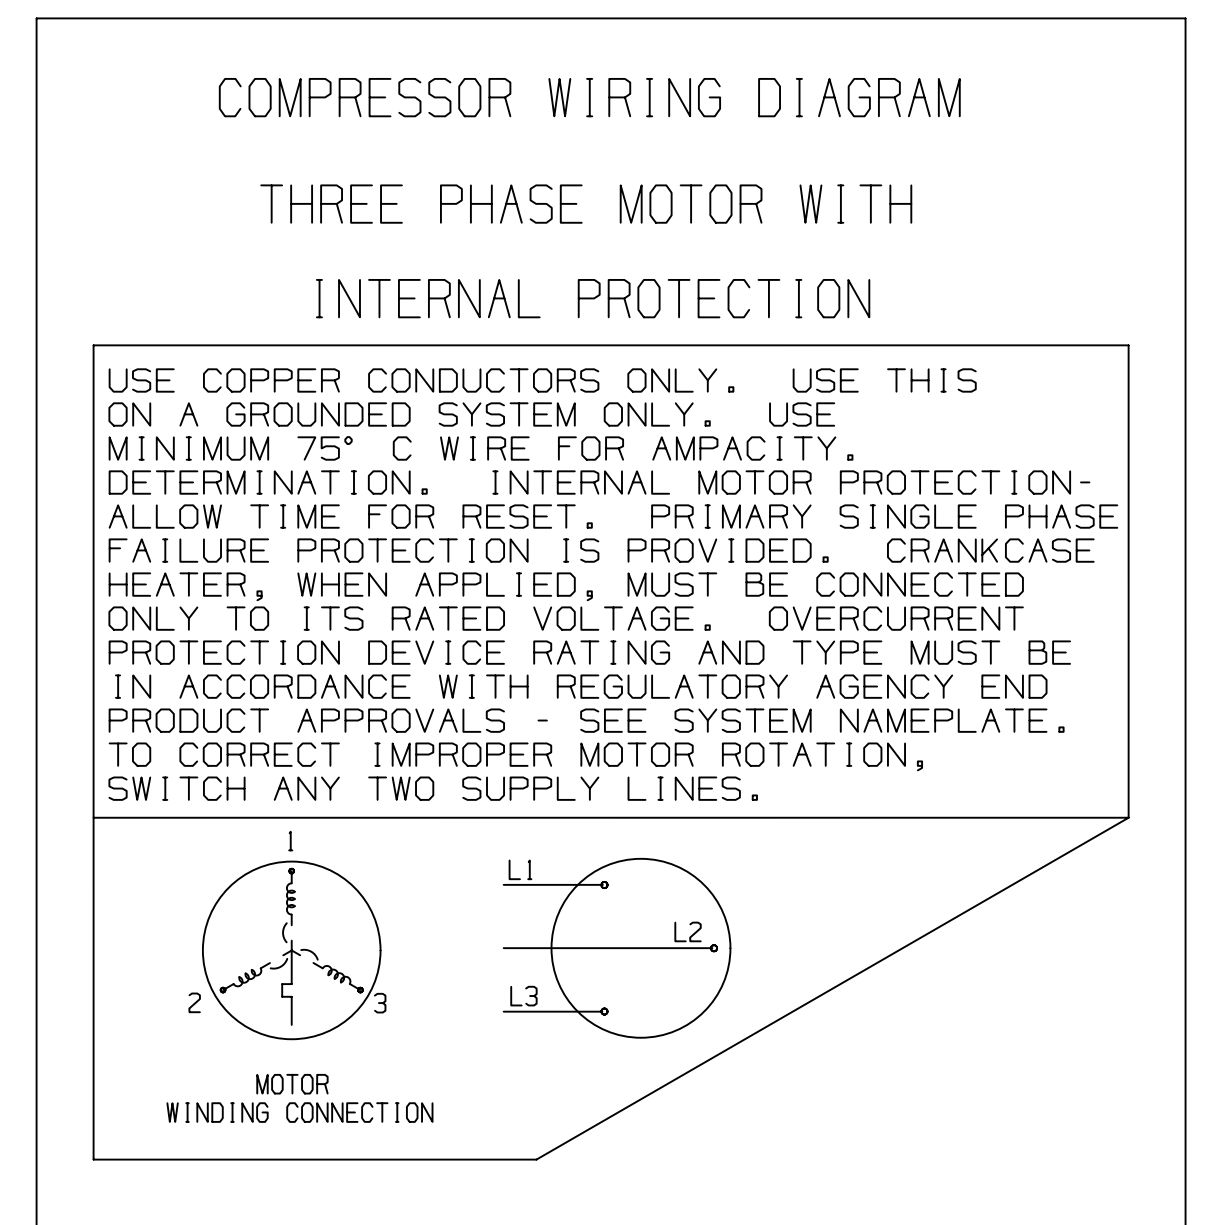 COMPRESSOR WIRING DIAGRAM
THREE PHASE MOTOR WITH
INTERNAL PROTECTION
USE COPPER CONDUCTORS ONLY. USE THIS
ON A GROUNDED SYSTEM ONLY. USE
MINIMUM 75° C WIRE FOR AMPACITY.
DETERMINATION. INTERNAL MOTOR PROTECTION-
ALLOW TIME FOR RESET. PRIMARY SINGLE PHASE
FAILURE PROTECTION IS PROVIDED. CRANKCASE
HEATER, WHEN APPLIED, MUST BE CONNECTED
ONLY TO ITS RATED VOLTAGE. OVERCURRENT
PROTECTION DEVICE RATING AND TYPE MUST BE
IN ACCORDANCE WITH REGULATORY AGENCY END
PRODUCT APPROVALS - SEE SYSTEM NAMEPLATE.
TO CORRECT IMPROPER MOTOR ROTATION,
SWITCH ANY TWO SUPPLY LINES.
1
2
3
MOTOR
WINDING CONNECTION
L1
L2
L3